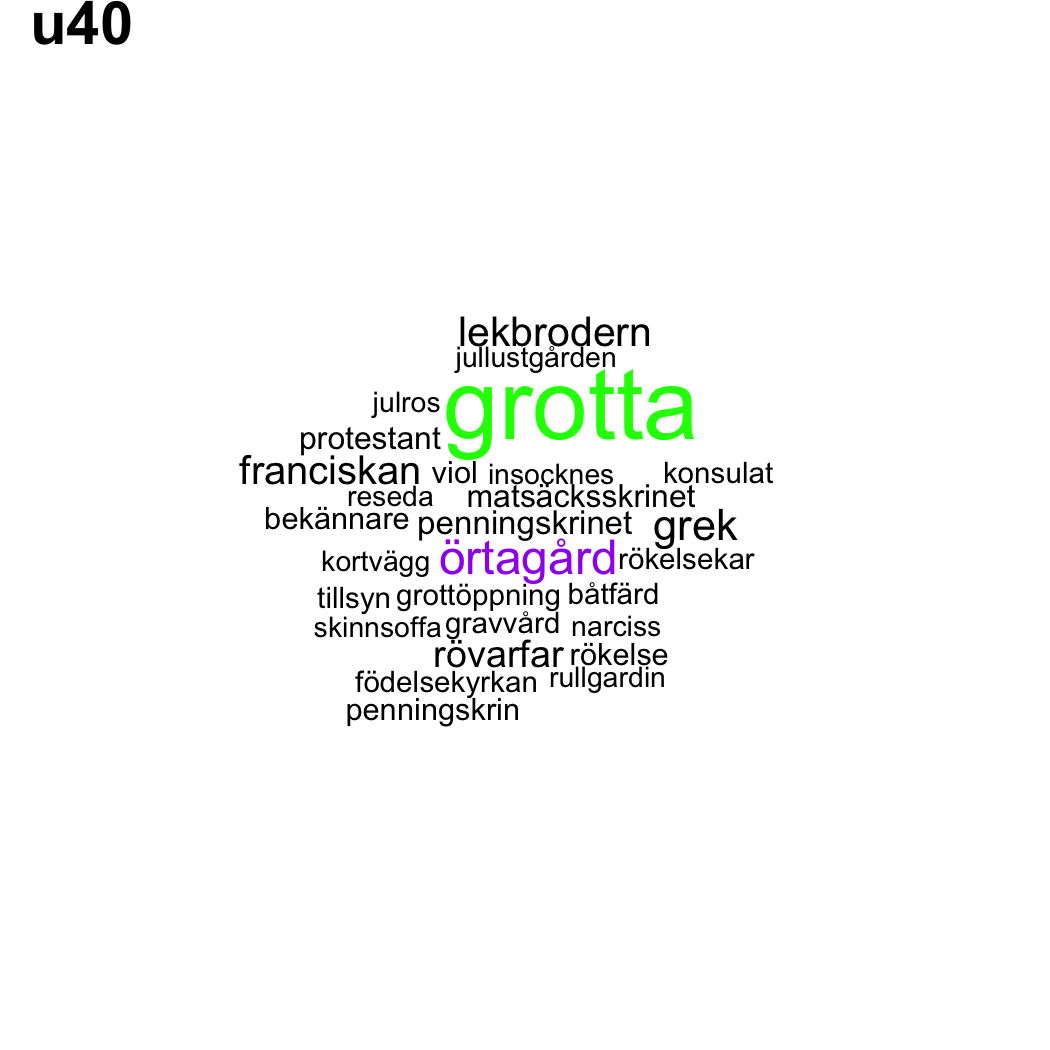 u40
lekbrodern
jullustgården
julros grotta
protestant
franciskan viol insocknes konsulat
reseda matsäcksskrinet
bekännare penningskrinet grek
kortvägg örtagård rökelsekar
tillsyn grottöppning båtfärd
skinnsoffa gravvård narciss
rövarfar rökelse
födelsekyrkan rullgardin
penningskrin